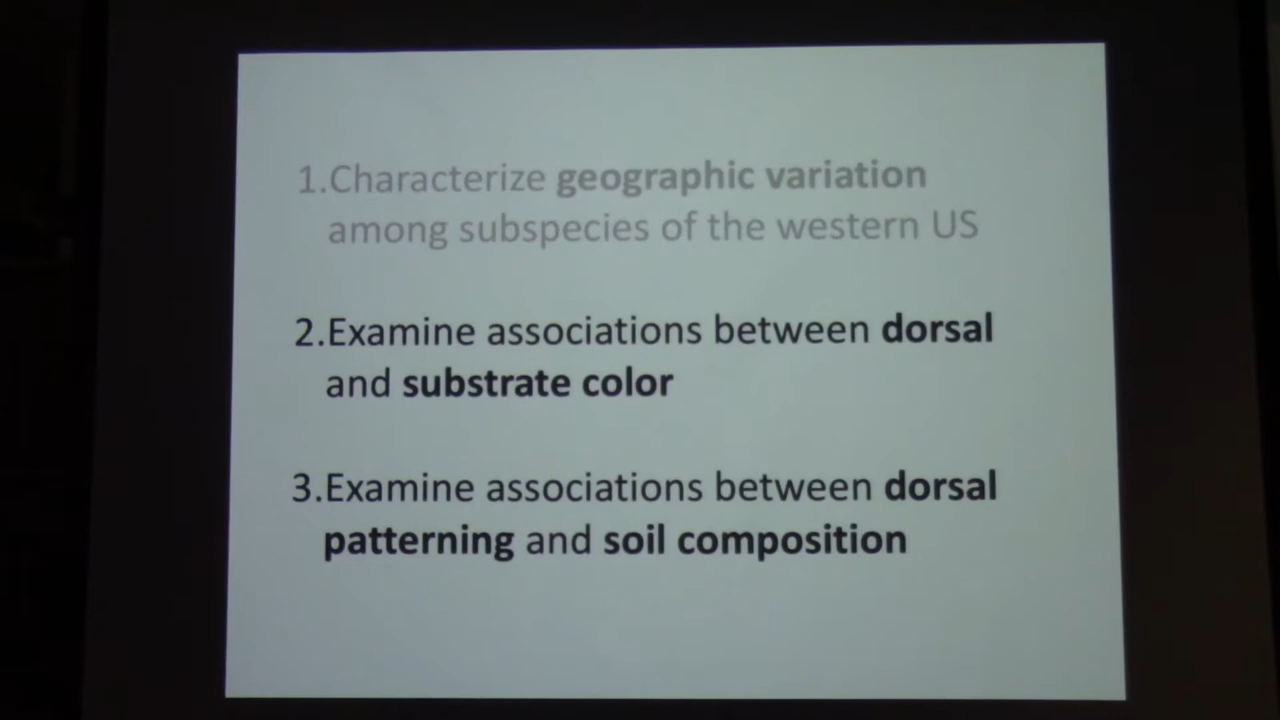 1.Characterize geographic variation
among subspecies of the western US
2.Examine associations between dorsal
and substrate color
3.Examine associations between dorsal
patterning and soil composition